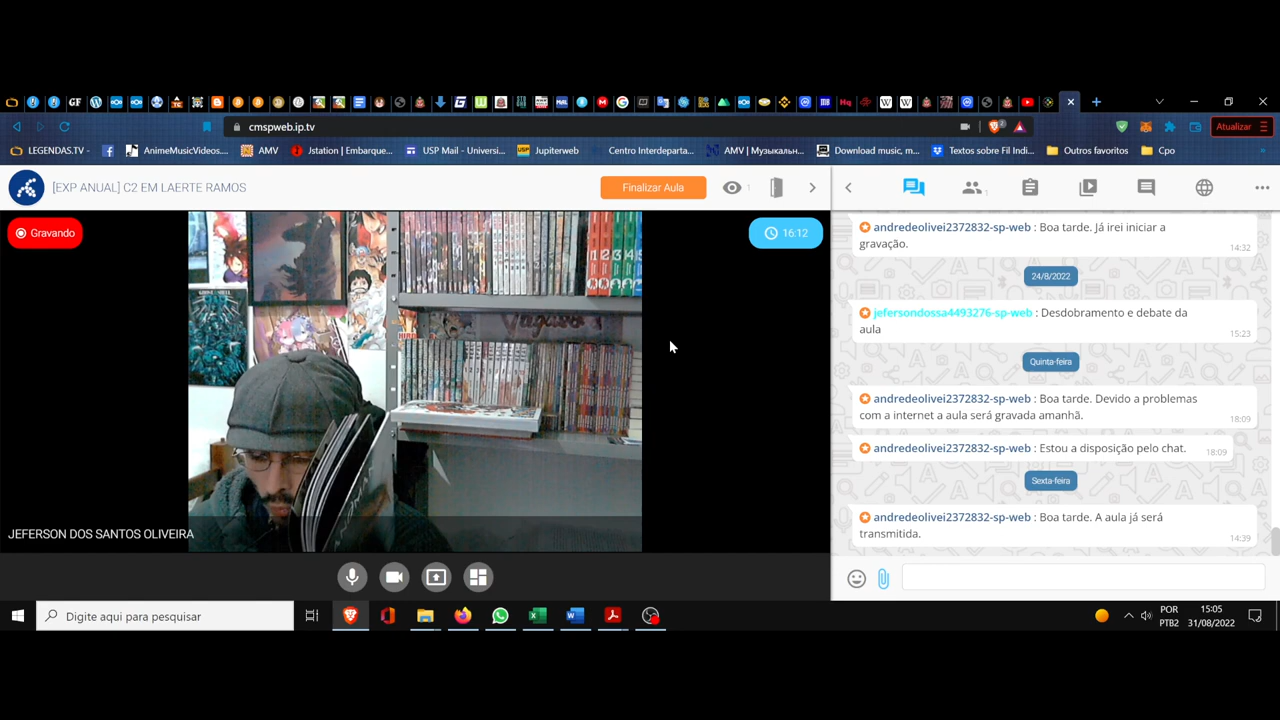 cmspweb.ip.tv
Atualizar
LEGENDAS.TV -
AnimeMusicVideos...
AMV
Jstation | Embarque...
USP Mail - Universi...
Jupiterweb
Centro Interdeparta...
AMV | Музыкальн...
Download music, m...
Textos sobre Fil Indi...
Outros favoritos
Cpo
[EXP ANUAL] C2 EM LAERTE RAMOS
Finalizar Aula
1
1
Gravando
16:12
JEFERSON DOS SANTOS OLIVEIRA
andredeolivei2372832-sp-web : Boa tarde. Já irei iniciar a
gravação.
14:32
24/8/2022
jefersondossa4493276-sp-web : Desdobramento e debate da
aula
15:23
Quinta-feira
andredeolivei2372832-sp-web : Boa tarde. Devido a problemas
com a internet a aula será gravada amanhã.
18:09
andredeolivei2372832-sp-web : Estou a disposição pelo chat.
18:09
Sexta-feira
andredeolivei2372832-sp-web : Boa tarde. A aula já será
transmitida.
14:39
Digite aqui para pesquisar
POR
PTB2
15:05
31/08/2022